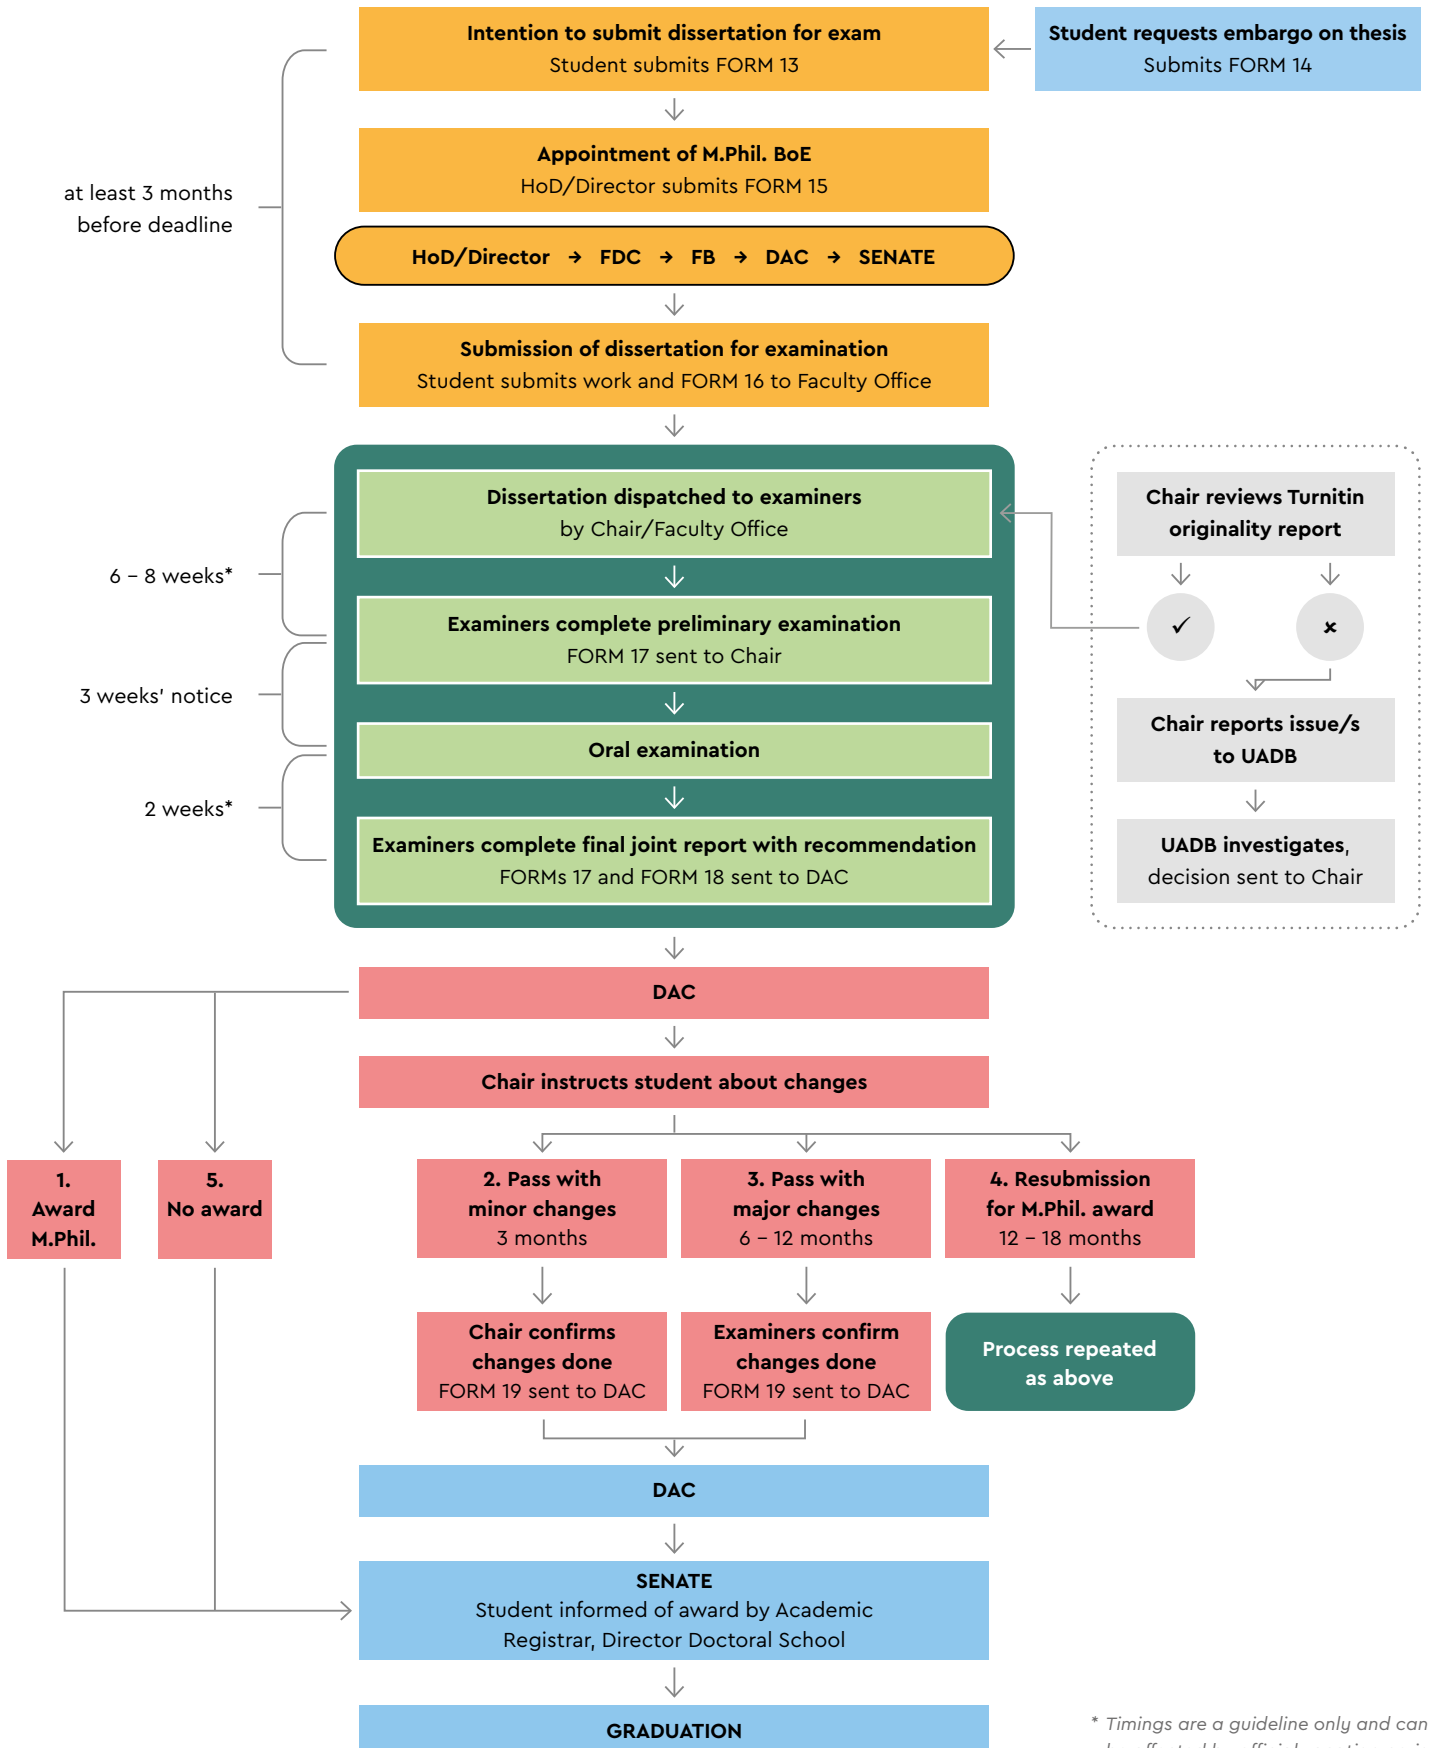 Intention to submit dissertation for exam
Student submits FORM 13
Student requests embargo on thesis
Submits FORM 14
Appointment of M.Phil. BoE
HoD/Director submits FORM 15
at least 3 months
before deadline
HoD/Director → FDC → FB → DAC → SENATE
Submission of dissertation for examination
Student submits work and FORM 16 to Faculty Office
Dissertation dispatched to examiners
by Chair/Faculty Office
6 – 8 weeks*
Examiners complete preliminary examination
FORM 17 sent to Chair
3 weeks' notice
Oral examination
2 weeks*
Examiners complete final joint report with recommendation
FORMs 17 and FORM 18 sent to DAC
Chair reviews Turnitin
originality report
✓
×
Chair reports issue/s
to UADB
UADB investigates,
decision sent to Chair
DAC
Chair instructs student about changes
1.
Award
M.Phil.
5.
No award
2. Pass with
minor changes
3 months
3. Pass with
major changes
6 – 12 months
4. Resubmission
for M.Phil. award
12 – 18 months
Chair confirms
changes done
FORM 19 sent to DAC
Examiners confirm
changes done
FORM 19 sent to DAC
Process repeated
as above
DAC
SENATE
Student informed of award by Academic
Registrar, Director Doctoral School
GRADUATION
* Timings are a guideline only and can